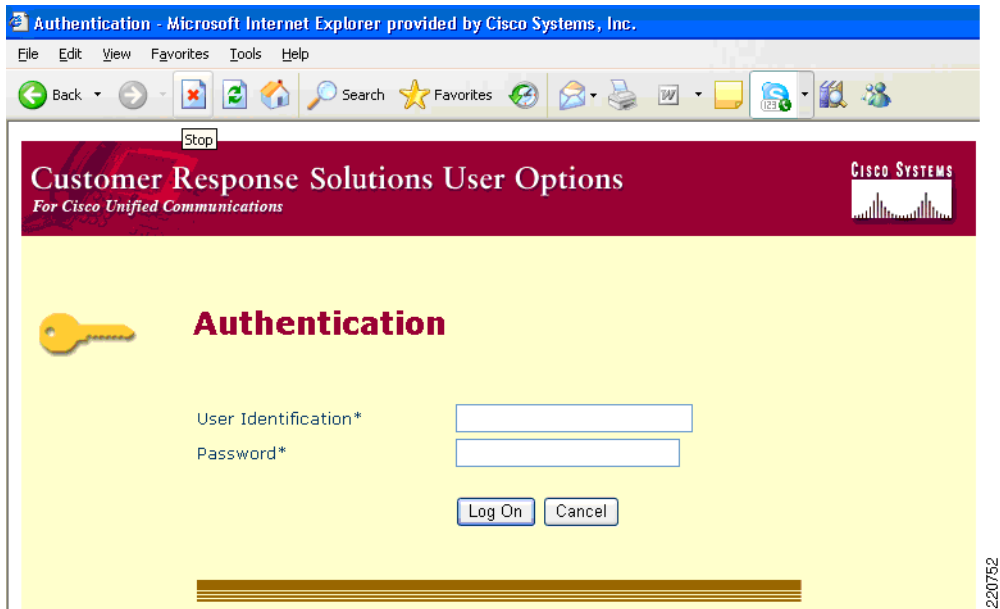 Authentication - Microsoft Internet Explorer provided by Cisco Systems, Inc.
File Edit View Favorites Tools Help
Back Search Favorites W 123
Stop
Customer Response Solutions User Options
For Cisco Unified Communications
CISCO SYSTEMS
Authentication
User Identification*
Password*
Log On Cancel
220752